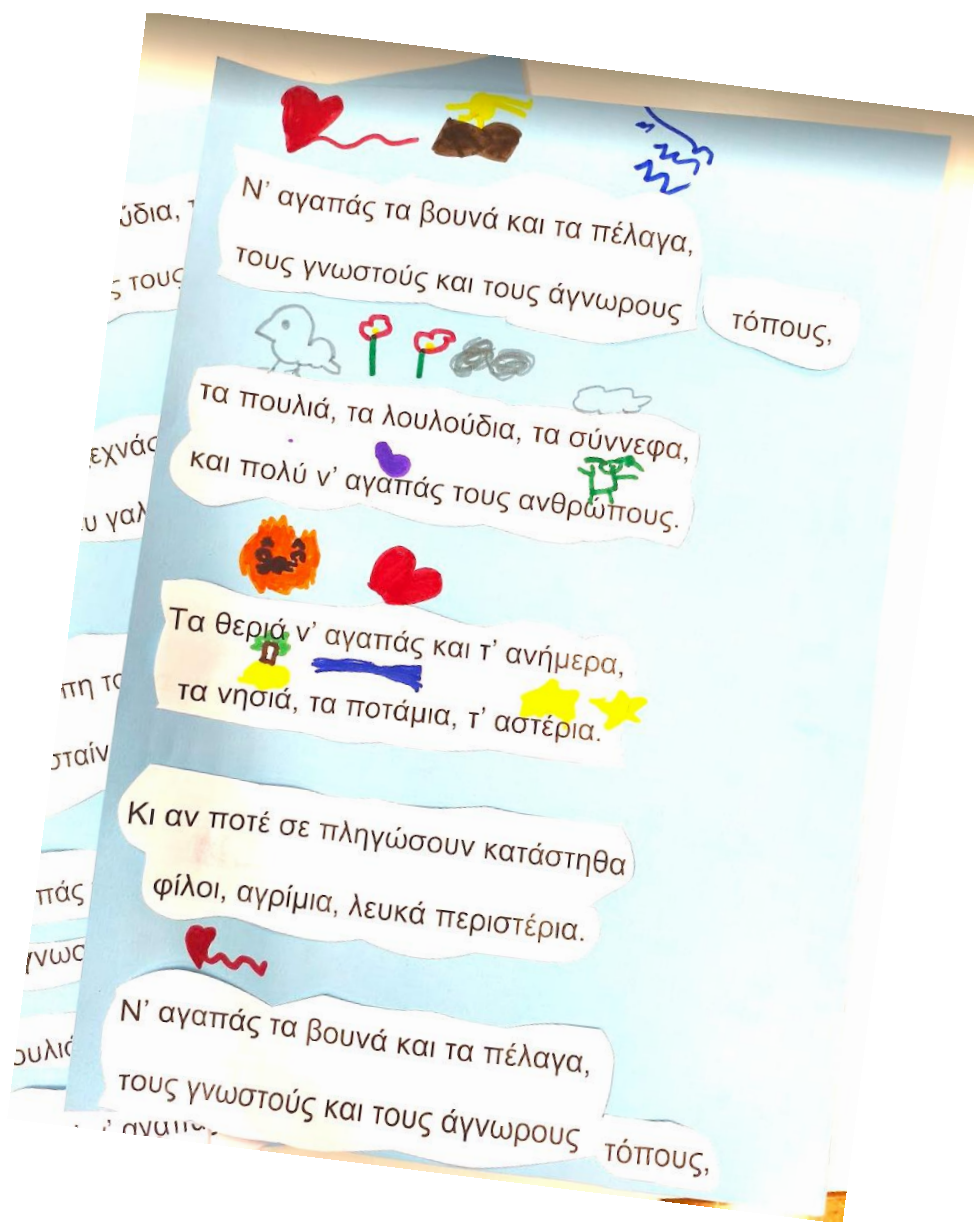 Ν' αγαπάς τα βουνά και τα πέλαγα,
τους γνωστούς και τους άγνωρους τόπους,
τα πουλιά, τα λουλούδια, τα σύννεφα,
και πολύ ν' αγαπάς τους ανθρώπους.
Τα θεριά ν' αγαπάς και τ' ανήμερα,
τα νησιά, τα ποτάμια, τ' αστέρια.
Κι αν ποτέ σε πληγώσουν κατάστηθα
φίλοι, αγρίμια, λευκά περιστέρια.
Ν' αγαπάς τα βουνά και τα πέλαγα,
τους γνωστούς και τους άγνωρους τόπους,